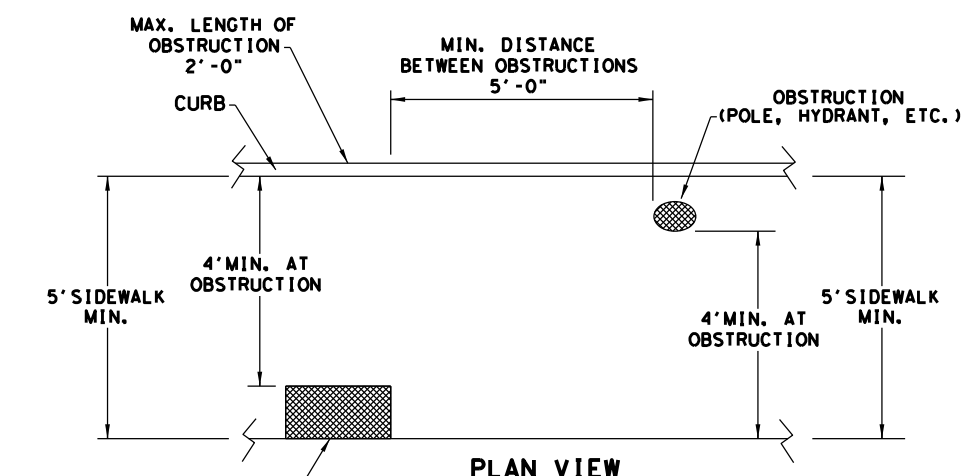 MAX. LENGTH OF
OBSTRUCTION
2'-0"
MIN. DISTANCE
BETWEEN OBSTRUCTIONS
5'-0"
CURB
OBSTRUCTION
(POLE, HYDRANT, ETC.)
4'MIN. AT
OBSTRUCTION
5'SIDEWALK
MIN.
4'MIN. AT
OBSTRUCTION
5'SIDEWALK
MIN.
PLAN VIEW